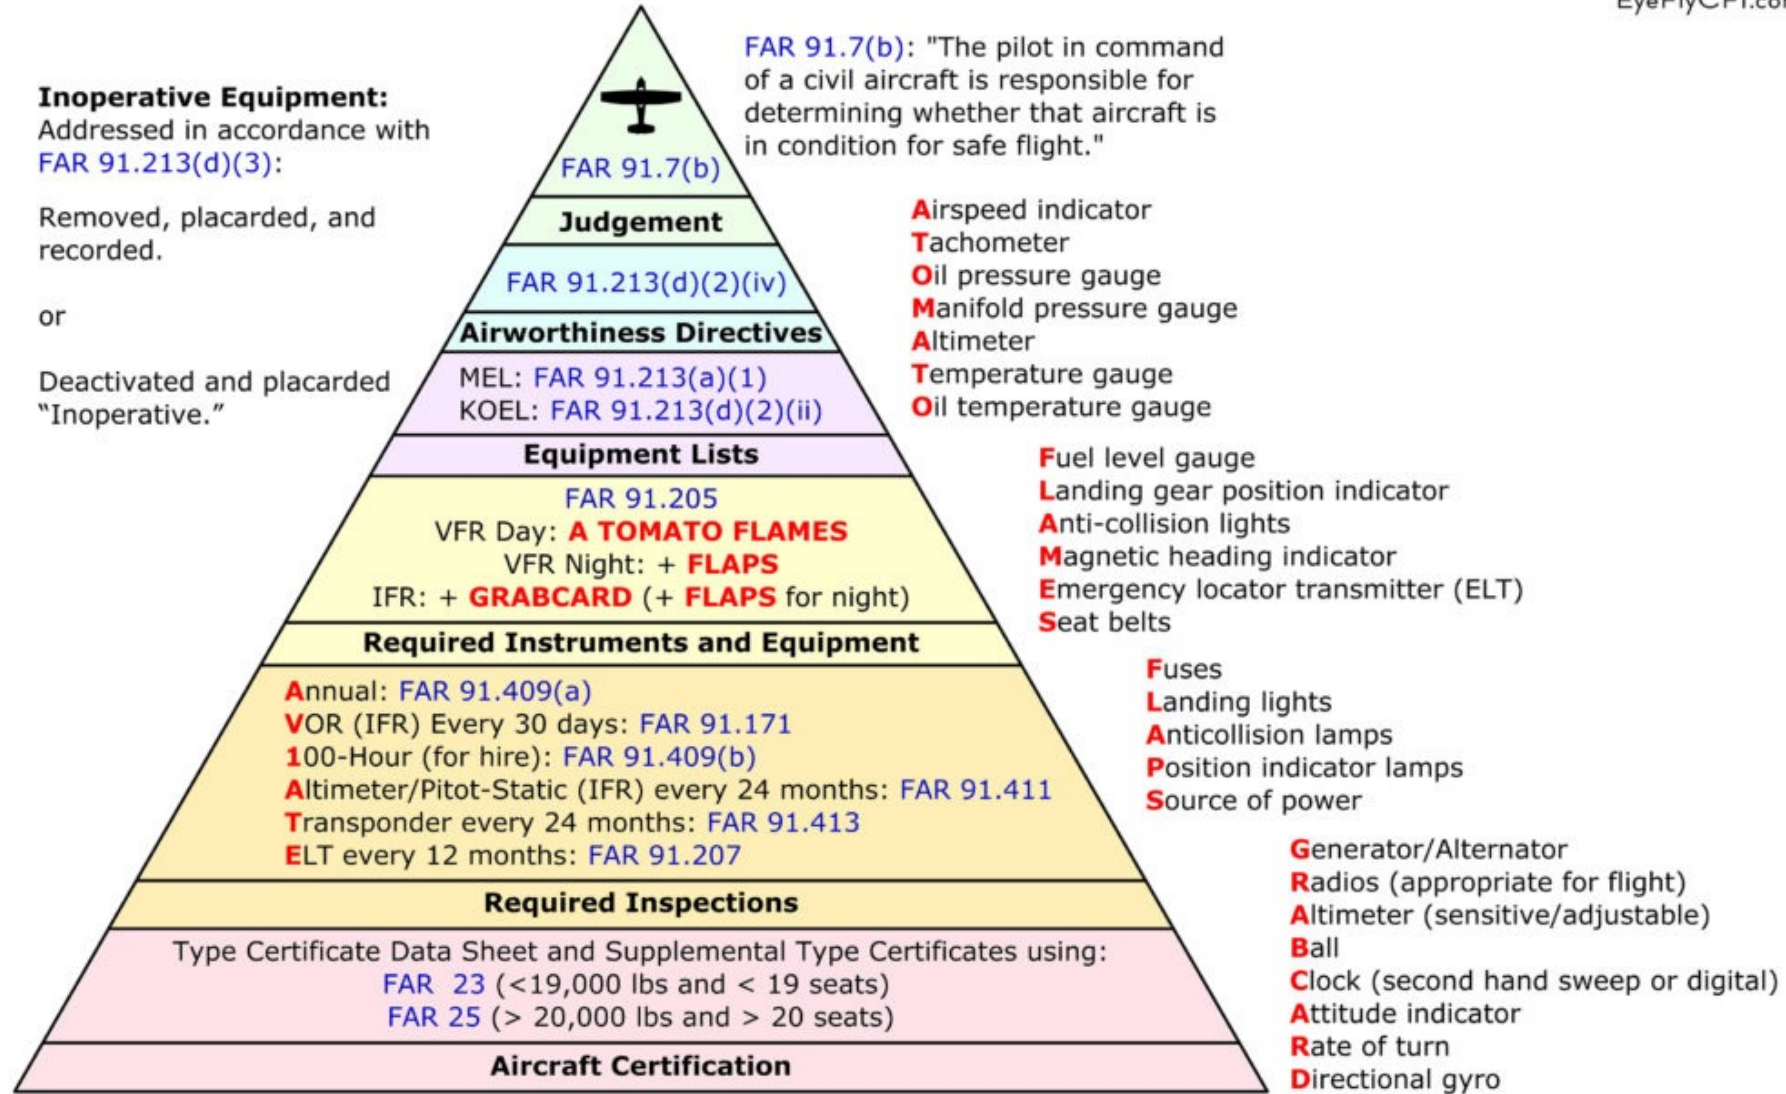 EyeFlyCFI.com
Inoperative Equipment:
Addressed in accordance with
FAR 91.213(d)(3):
Removed, placarded, and
recorded.
or
Deactivated and placarded
“Inoperative.”
FAR 91.7(b)
Judgement
FAR 91.213(d)(2)(iv)
Airworthiness Directives
MEL: FAR 91.213(a)(1)
KOEL: FAR 91.213(d)(2)(ii)
Equipment Lists
FAR 91.205
VFR Day: A TOMATO FLAMES
VFR Night: + FLAPS
IFR: + GRABCARD (+ FLAPS for night)
Required Instruments and Equipment
Annual: FAR 91.409(a)
VOR (IFR) Every 30 days: FAR 91.171
100-Hour (for hire): FAR 91.409(b)
Altimeter/Pitot-Static (IFR) every 24 months: FAR 91.411
Transponder every 24 months: FAR 91.413
ELT every 12 months: FAR 91.207
Required Inspections
Type Certificate Data Sheet and Supplemental Type Certificates using:
FAR 23 (<19,000 lbs and < 19 seats)
FAR 25 (> 20,000 lbs and > 20 seats)
Aircraft Certification
FAR 91.7(b): "The pilot in command
of a civil aircraft is responsible for
determining whether that aircraft is
in condition for safe flight."
Airspeed indicator
Tachometer
Oil pressure gauge
Manifold pressure gauge
Altimeter
Temperature gauge
Oil temperature gauge
Fuel level gauge
Landing gear position indicator
Anti-collision lights
Magnetic heading indicator
Emergency locator transmitter (ELT)
Seat belts
Fuses
Landing lights
Anticollision lamps
Position indicator lamps
Source of power
Generator/Alternator
Radios (appropriate for flight)
Altimeter (sensitive/adjustable)
Ball
Clock (second hand sweep or digital)
Attitude indicator
Rate of turn
Directional gyro